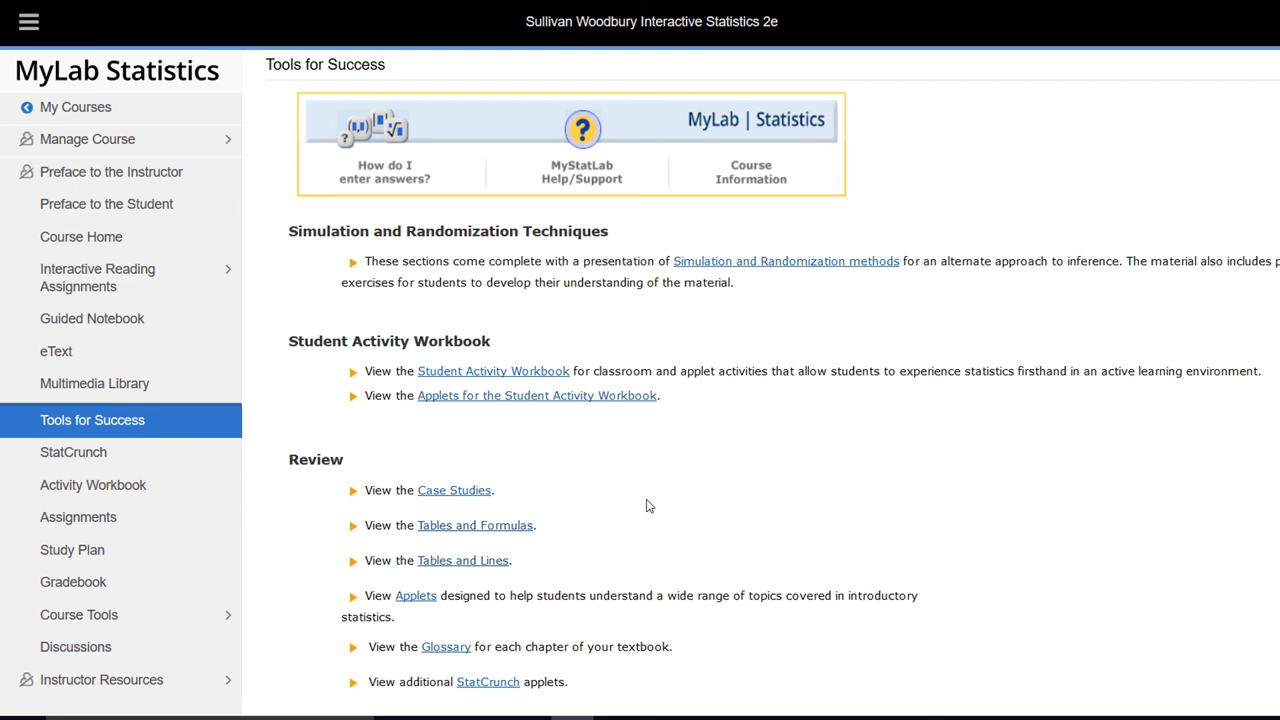 Sullivan Woodbury Interactive Statistics 2e
MyLab Statistics
My Courses
Manage Course
Preface to the Instructor
Preface to the Student
Course Home
Interactive Reading
Assignments
Guided Notebook
eText
Multimedia Library
Tools for Success
StatCrunch
Activity Workbook
Assignments
Study Plan
Gradebook
Course Tools
Discussions
Instructor Resources
Tools for Success
MyLab | Statistics
How do I
enter answers?
MyStatLab
Help/Support
Course
Information
Simulation and Randomization Techniques
These sections come complete with a presentation of Simulation and Randomization methods for an alternate approach to inference. The material also includes
exercises for students to develop their understanding of the material.
Student Activity Workbook
View the Student Activity Workbook for classroom and applet activities that allow students to experience statistics firsthand in an active learning environment.
View the Applets for the Student Activity Workbook.
Review
View the Case Studies.
View the Tables and Formulas.
View the Tables and Lines.
View Applets designed to help students understand a wide range of topics covered in introductory
statistics.
View the Glossary for each chapter of your textbook.
View additional StatCrunch applets.